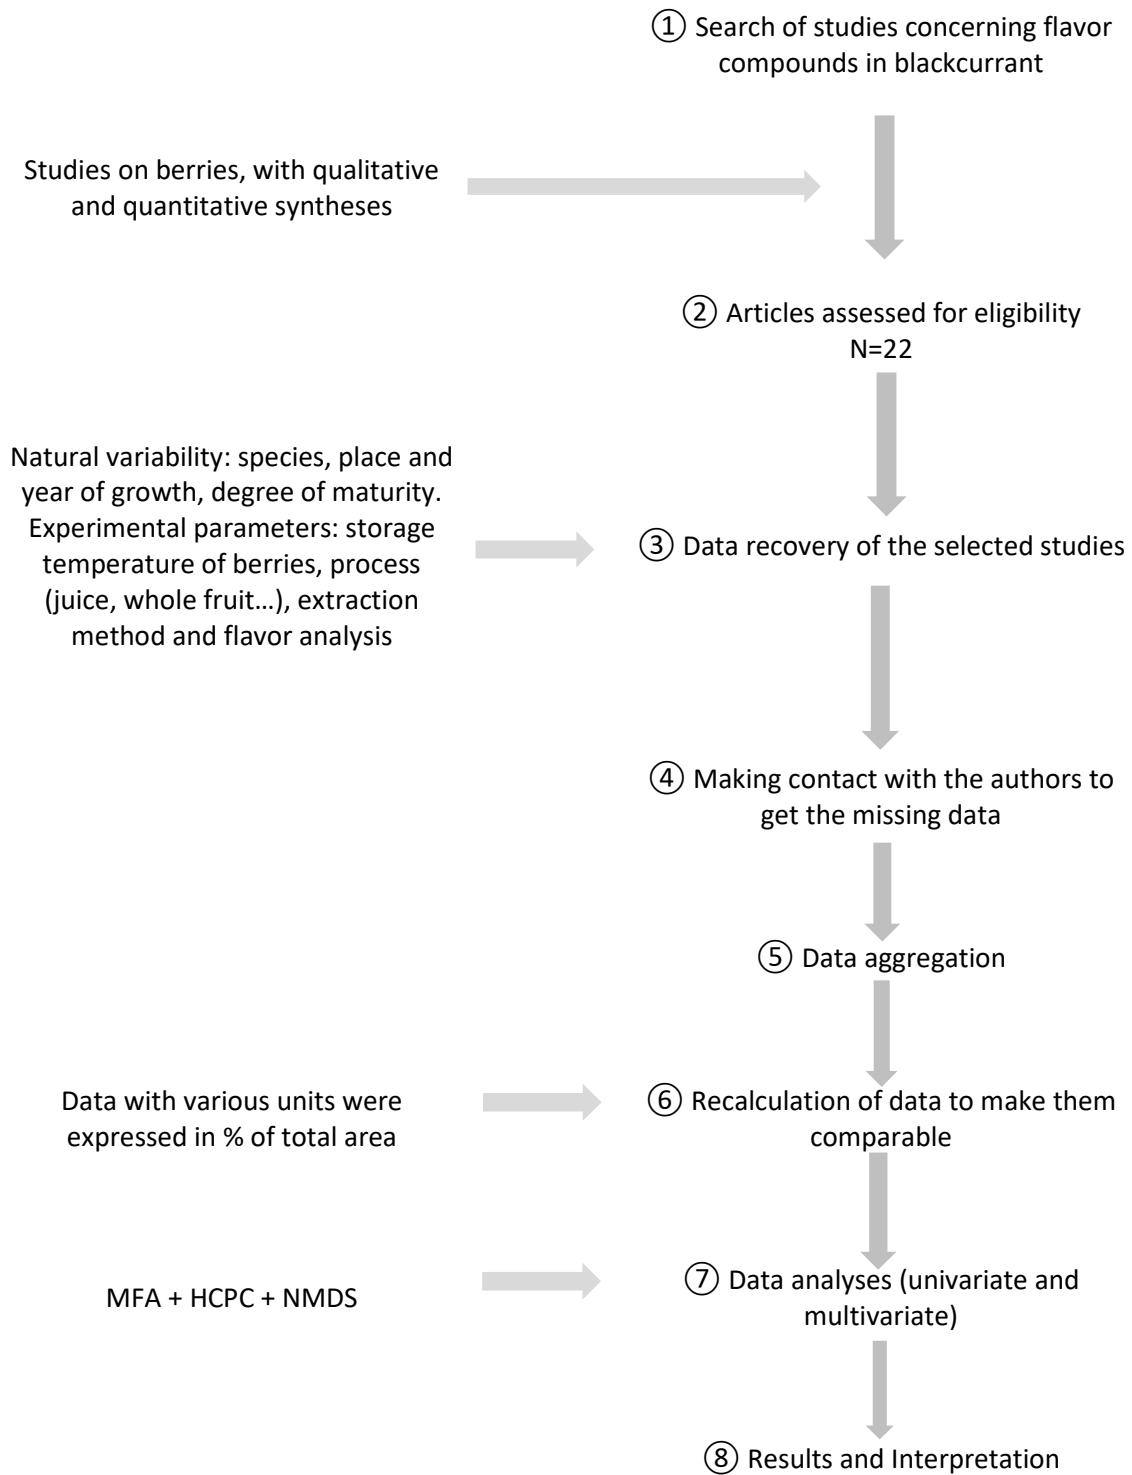 ① Search of studies concerning flavor
compounds in blackcurrant
Studies on berries, with qualitative
and quantitative syntheses
② Articles assessed for eligibility
N=22
Natural variability: species, place and
year of growth, degree of maturity.
Experimental parameters: storage
temperature of berries, process
(juice, whole fruit…), extraction
method and flavor analysis
③ Data recovery of the selected studies
④ Making contact with the authors to
get the missing data
⑤ Data aggregation
Data with various units were
expressed in % of total area
⑥ Recalculation of data to make them
comparable
MFA + HCPC + NMDS
⑦ Data analyses (univariate and
multivariate)
⑧ Results and Interpretation